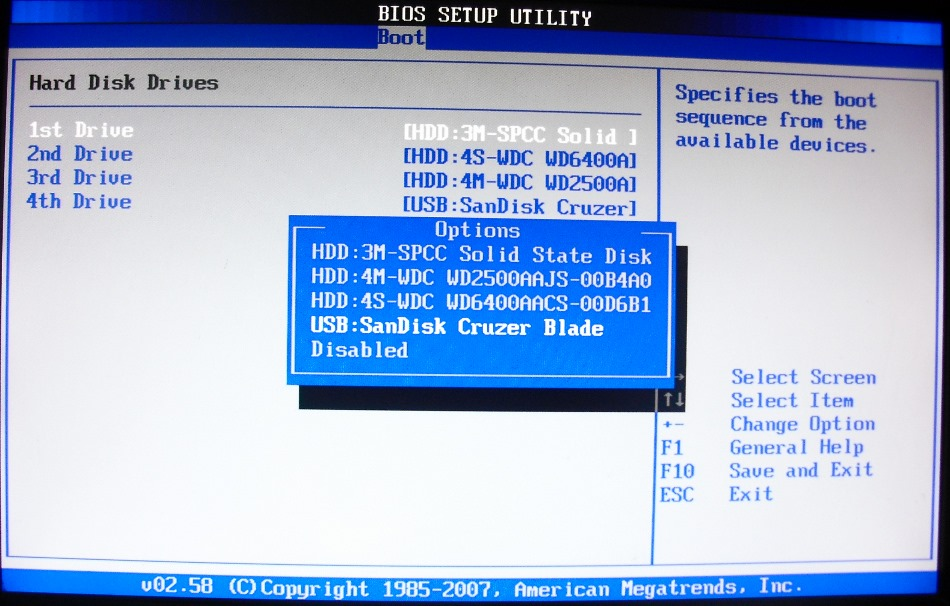 BIOS SETUP UTILITY
Boot
Hard Disk Drives
1st Drive [HDD:3M-SPCC Solid ]
2nd Drive [HDD:4S-WDC WD6400A]
3rd Drive [HDD:4M-WDC WD2500A]
4th Drive [USB:SanDisk Cruzer]
Options
HDD:3M-SPCC Solid State Disk
HDD:4M-WDC WD2500AAJS-00B4A0
HDD:4S-WDC WD6400AACS-00D6B1
USB:SanDisk Cruzer Blade
Disabled
Specifies the boot
sequence from the
available devices.
→ Select Screen
↑↓ Select Item
+- Change Option
F1 General Help
F10 Save and Exit
ESC Exit
v02.58 (C)Copyright 1985-2007, American Megatrends, Inc.